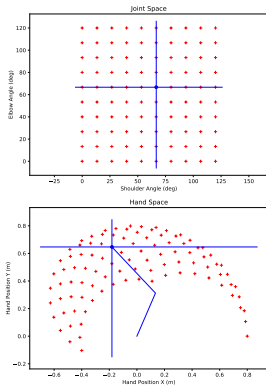 Joint Space
120
100
80
60
40
20
0
Elbow Angle (deg)
−25 0 25 50 75 100 125 150
Shoulder Angle (deg)
Hand Space
0.8
0.6
0.4
0.2
0.0
−0.2
Hand Position Y (m)
−0.6 −0.4 −0.2 0.0 0.2 0.4 0.6 0.8
Hand Position X (m)